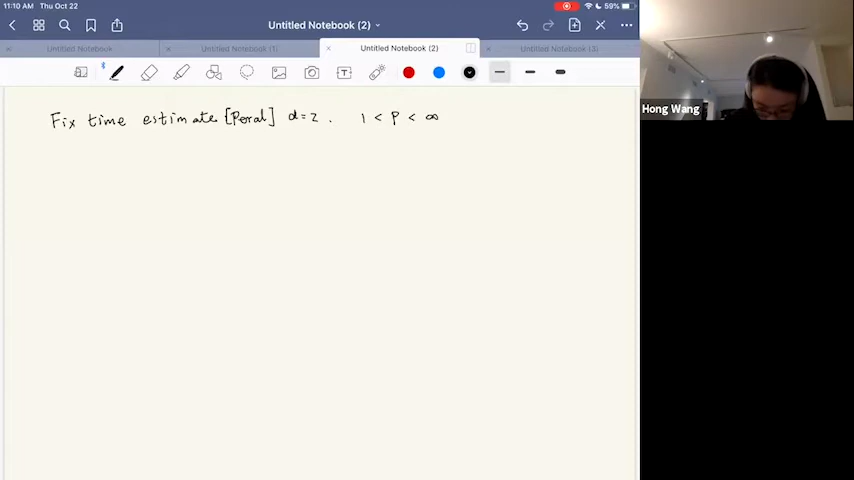 11:10 AM Thu Oct 22
59%
Untitled Notebook (2)
Untitled Notebook
Untitled Notebook (1)
Untitled Notebook (2)
Untitled Notebook (3)
Hong Wang
Fix time estimate [Peral] d=2. 1 < p < ∞